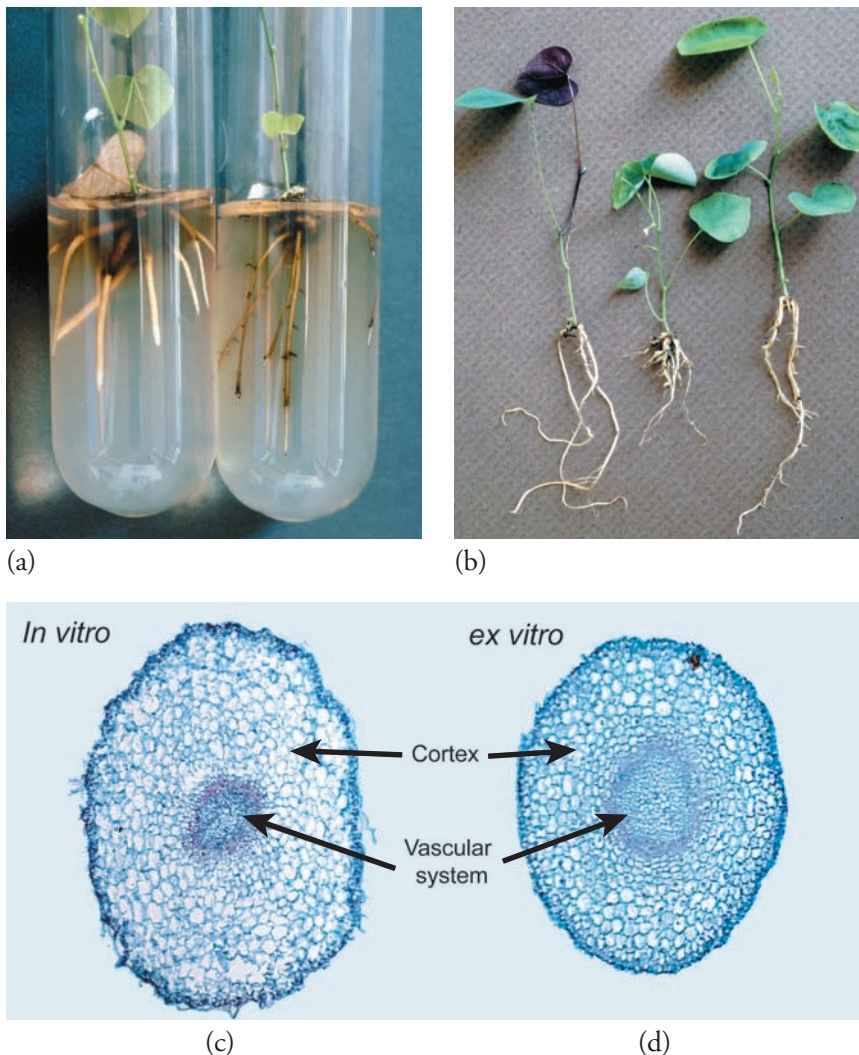 (a)
(b)
In vitro
ex vitro
Cortex
Vascular
system
(c)
(d)